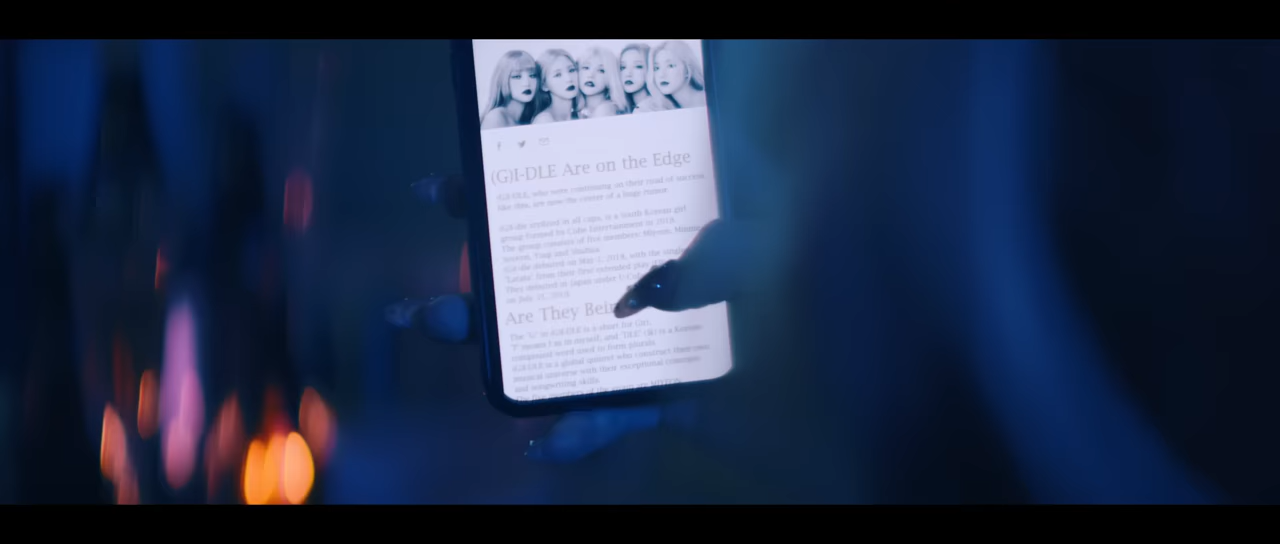 (G)I-DLE Are on the Edge
(G)I-DLE, who were continuing on their road of success
like this, are now the center of a huge rumor.
(G)I-dle stylized in all caps, is a South Korean girl
group formed by Cube Entertainment in 2018.
The group consists of five members: Miyeon, Minnie,
Soyeon, Yuqi and Shuhua.
(G)I-dle debuted on May 2, 2018, with the single
"Latata" from their first extended play
They debuted in Japan under U-Cube
on July 31, 2019.
Are They Bein
The "G" in (G)I-DLE is a short for Girl,
"I" means I as in myself, and "DLE" is a Korean
compound word used to form plurals.
(G)I-DLE is a global quintet who construct their own
musical universe with their exceptional concepts
and songwriting skills.
of the group are